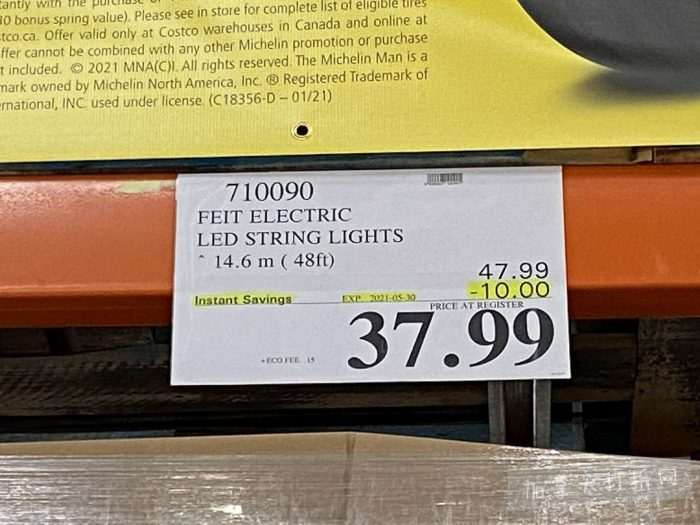 antly with the purchase
10 bonus spring value). Please see in store for complete list of eligible tires
stco.ca. Offer valid only at Costco warehouses in Canada and online at
ffer cannot be combined with any other Michelin promotion or purchase
t included. © 2021 MNA(C)I. All rights reserved. The Michelin Man is a
mark owned by Michelin North America, Inc. ® Registered Trademark of
rnational, INC. used under license. (C18356-D – 01/21)
710090
FEIT ELECTRIC
LED STRING LIGHTS
^ 14.6 m ( 48ft)
47.99
Instant Savings EXP 2021-05-30 -10.00
PRICE AT REGISTER
37.99
+ECO FEE .15